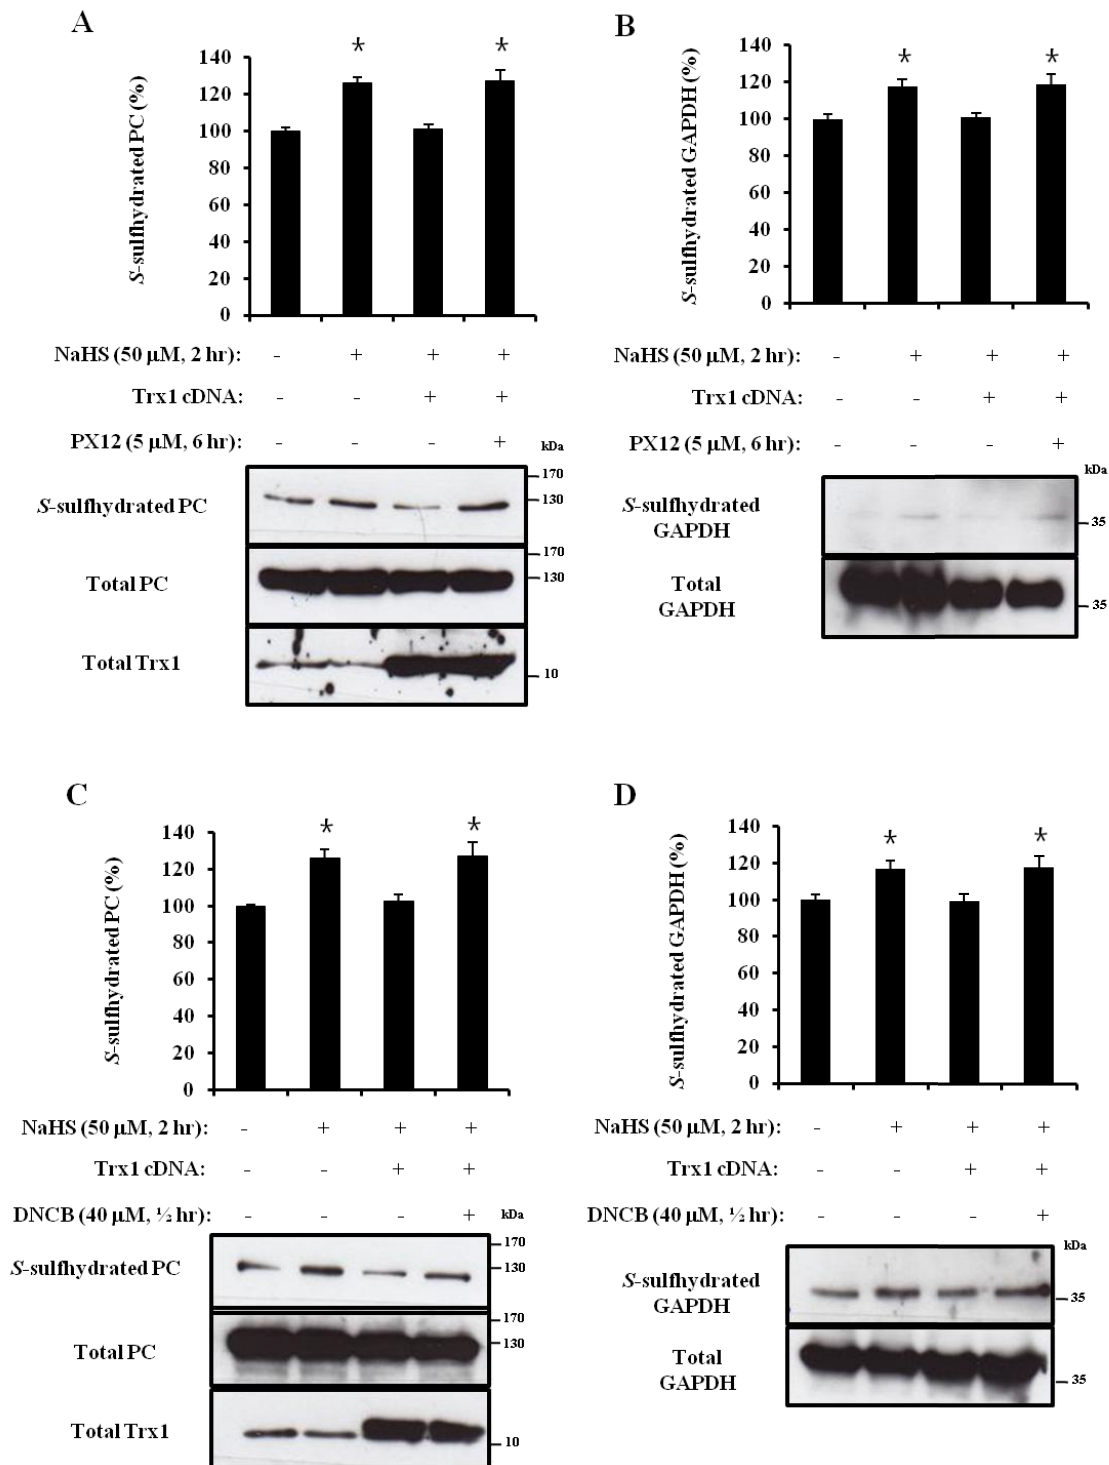 A
S-sulfhydrated PC (%)
140
120
100
80
60
40
20
0
* *
NaHS (50 µM, 2 hr): - + + +
Trx1 cDNA: - - + +
PX12 (5 µM, 6 hr): - - - +
kDa
S-sulfhydrated PC
170
130
Total PC
170
130
Total Trx1
10
B
S-sulfhydrated GAPDH (%)
140
120
100
80
60
40
20
0
* *
NaHS (50 µM, 2 hr): - + + +
Trx1 cDNA: - - + +
PX12 (5 µM, 6 hr): - - - +
kDa
S-sulfhydrated
GAPDH
35
Total
GAPDH
35
C
S-sulfhydrated PC (%)
140
120
100
80
60
40
20
0
* *
NaHS (50 µM, 2 hr): - + + +
Trx1 cDNA: - - + +
DNCB (40 µM, ½ hr): - - - +
kDa
S-sulfhydrated PC
170
130
Total PC
170
130
Total Trx1
10
D
S-sulfhydrated GAPDH (%)
140
120
100
80
60
40
20
0
* *
NaHS (50 µM, 2 hr): - + + +
Trx1 cDNA: - - + +
DNCB (40 µM, ½ hr): - - - +
kDa
S-sulfhydrated
GAPDH
35
Total
GAPDH
35